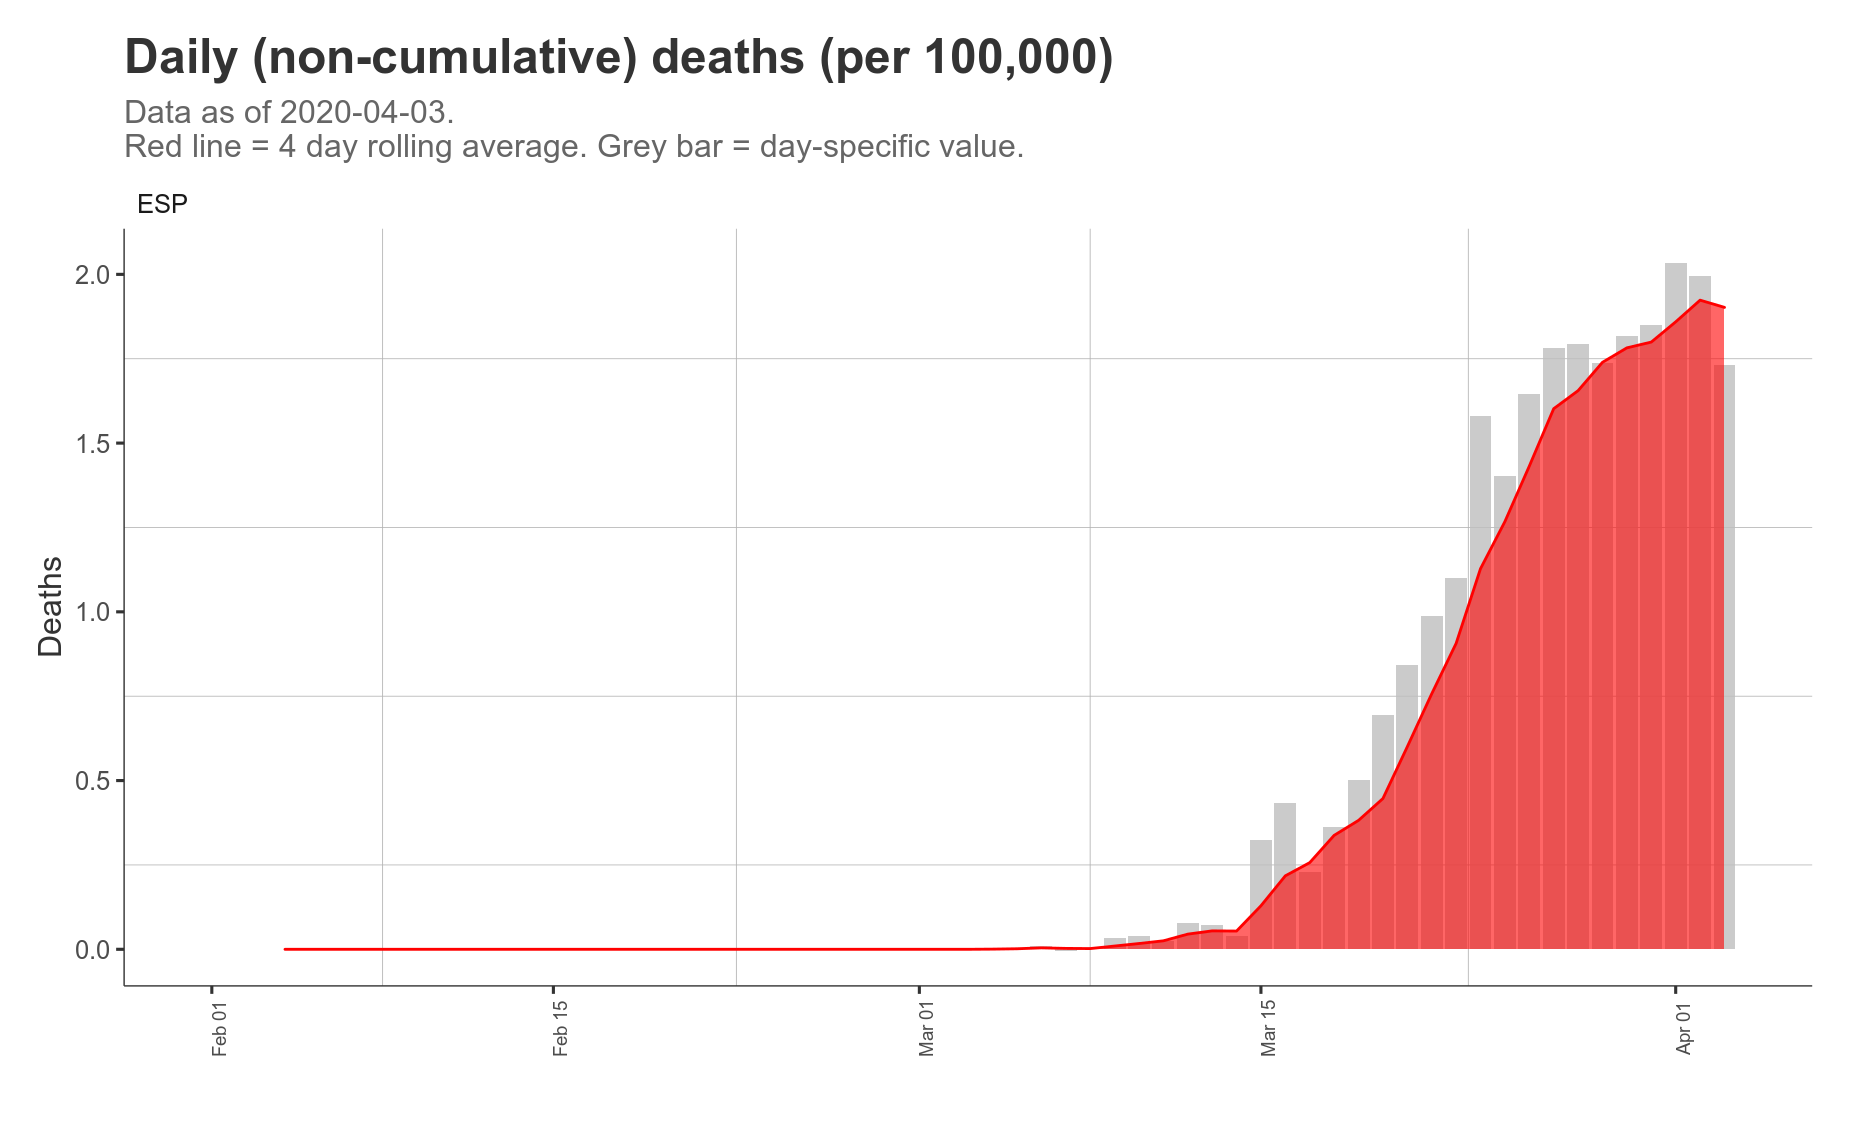 Daily (non-cumulative) deaths (per 100,000)
Data as of 2020-04-03.
Red line = 4 day rolling average. Grey bar = day-specific value.
ESP
Deaths
2.0
1.5
1.0
0.5
0.0
Feb 01
Feb 15
Mar 01
Mar 15
Apr 01